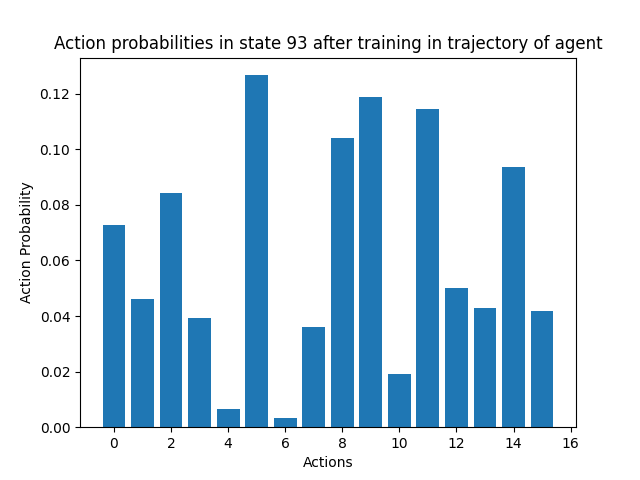 Action probabilities in state 93 after training in trajectory of agent
Action Probability
0.12
0.10
0.08
0.06
0.04
0.02
0.00
0 2 4 6 8 10 12 14 16
Actions